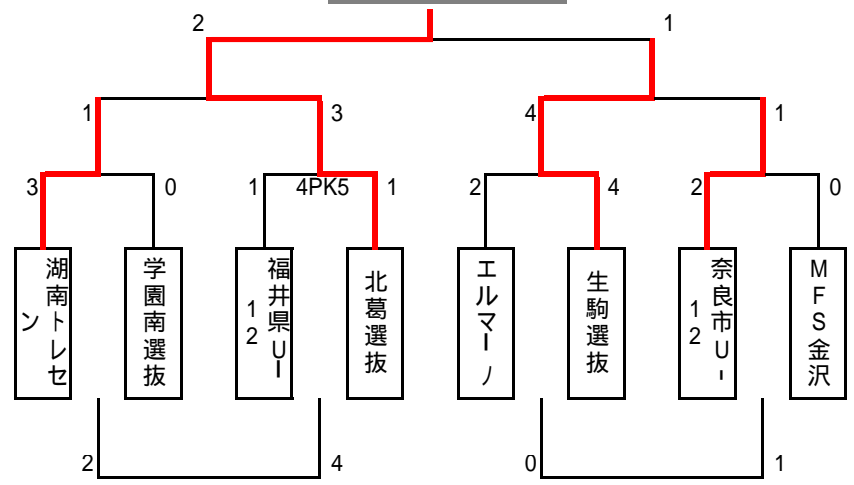 2 1
1 3 4 1
3 0 1 4PK5 1 2 4 2 0
湖南トレセン
学園南選抜
福井県U-12
北葛選抜
エルマーノ
生駒選抜
奈良市U-12
MFS金沢
2 4 0 1